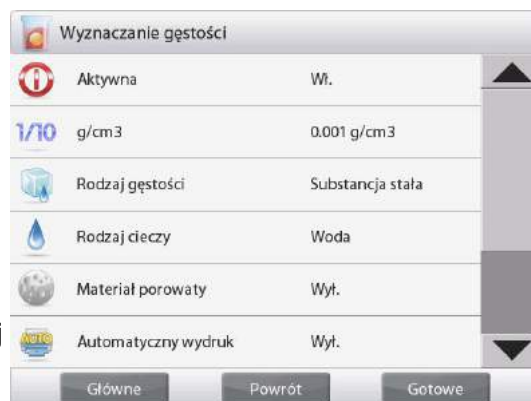 Wyznaczanie gęstości
Aktywna Wł.
1/10 g/cm3 0.001 g/cm3
Rodzaj gęstości Substancja stała
Rodzaj cieczy Woda
Materiał porowaty Wył.
AUTO Automatyczny wydruk Wył.
Główne Powrót Gotowe